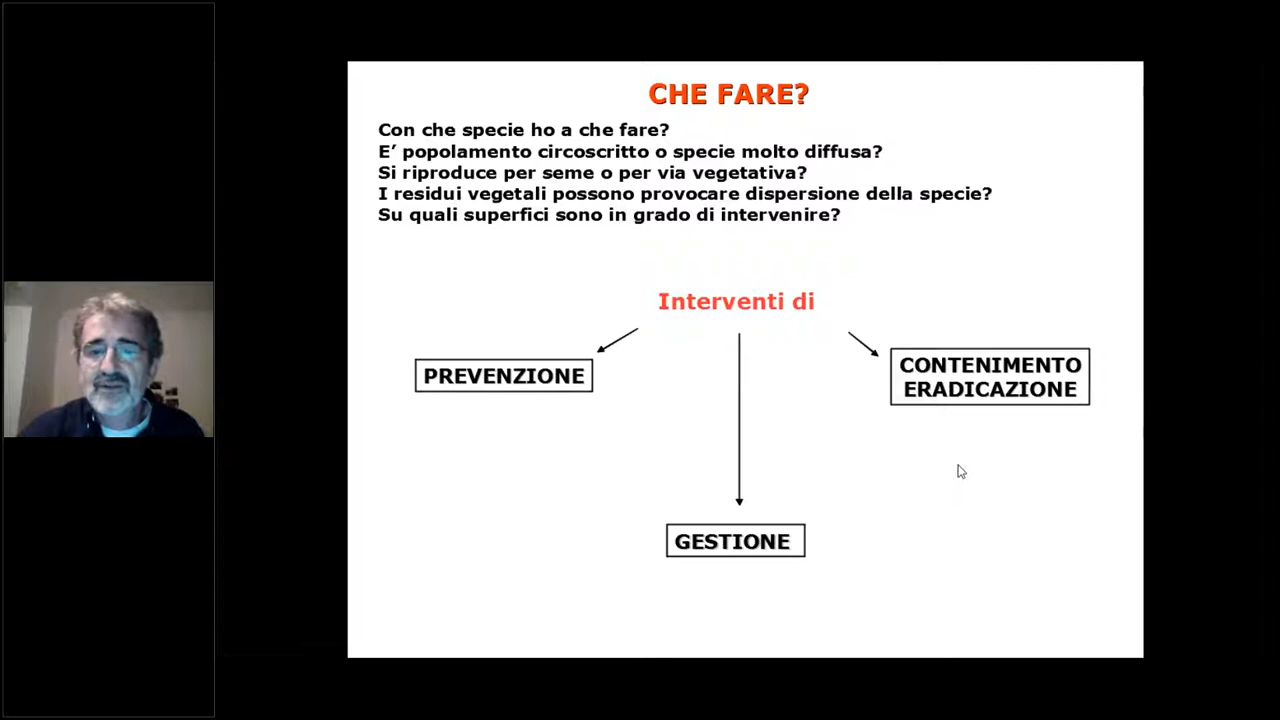 CHE FARE?
Con che specie ho a che fare?
E’ popolamento circoscritto o specie molto diffusa?
Si riproduce per seme o per via vegetativa?
I residui vegetali possono provocare dispersione della specie?
Su quali superfici sono in grado di intervenire?
Interventi di
PREVENZIONE
CONTENIMENTO
ERADICAZIONE
GESTIONE